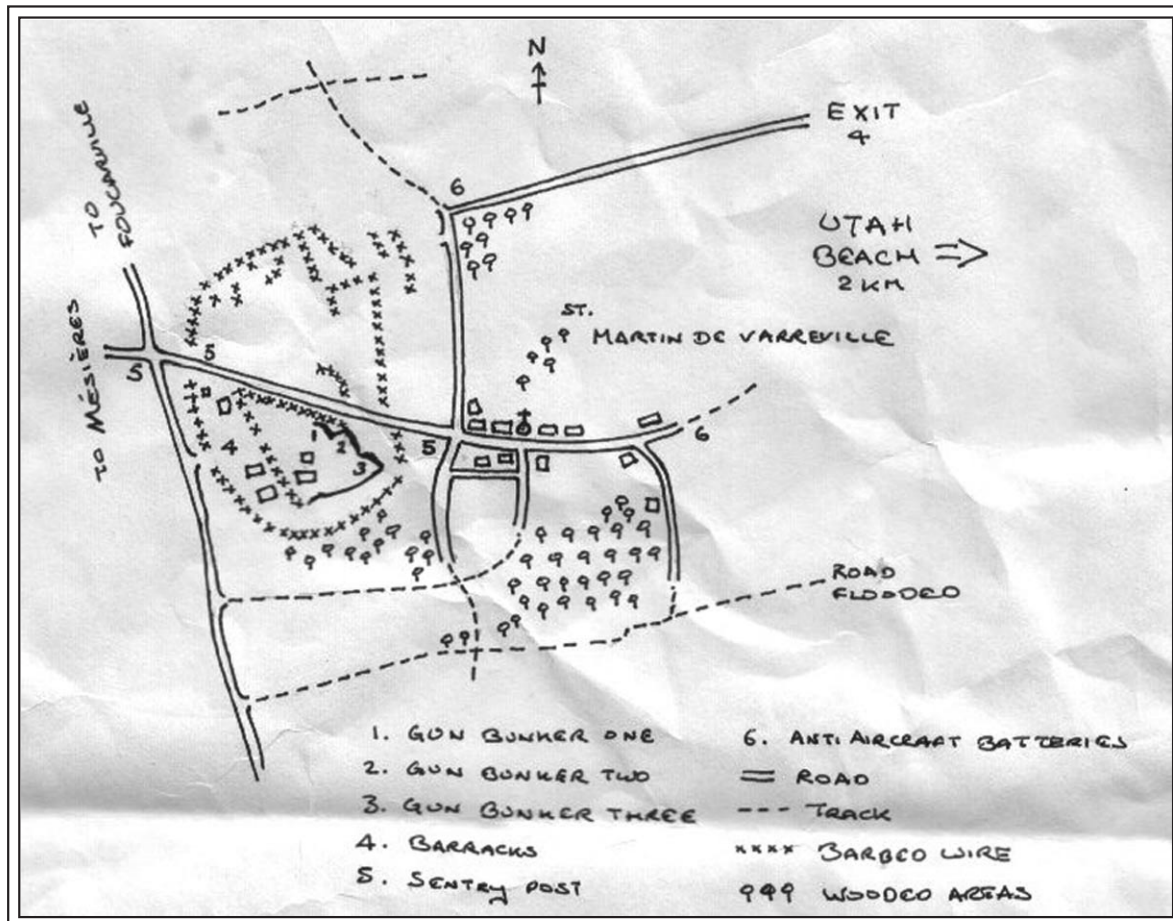 N
EXIT
4
TO
FOUCARVILLE
6
UTAH
BEACH
2 KM
ST.
MARTIN DE VARREVILLE
TO MÉSIÈRES
5
5
1
2
4
3
5
6
ROAD
FLOODED
1. GUN BUNKER ONE
2. GUN BUNKER TWO
3. GUN BUNKER THREE
4. BARRACKS
5. SENTRY POST
6. ANTI AIRCRAFT BATTERIES
ROAD
TRACK
BARBED WIRE
WOODED AREAS